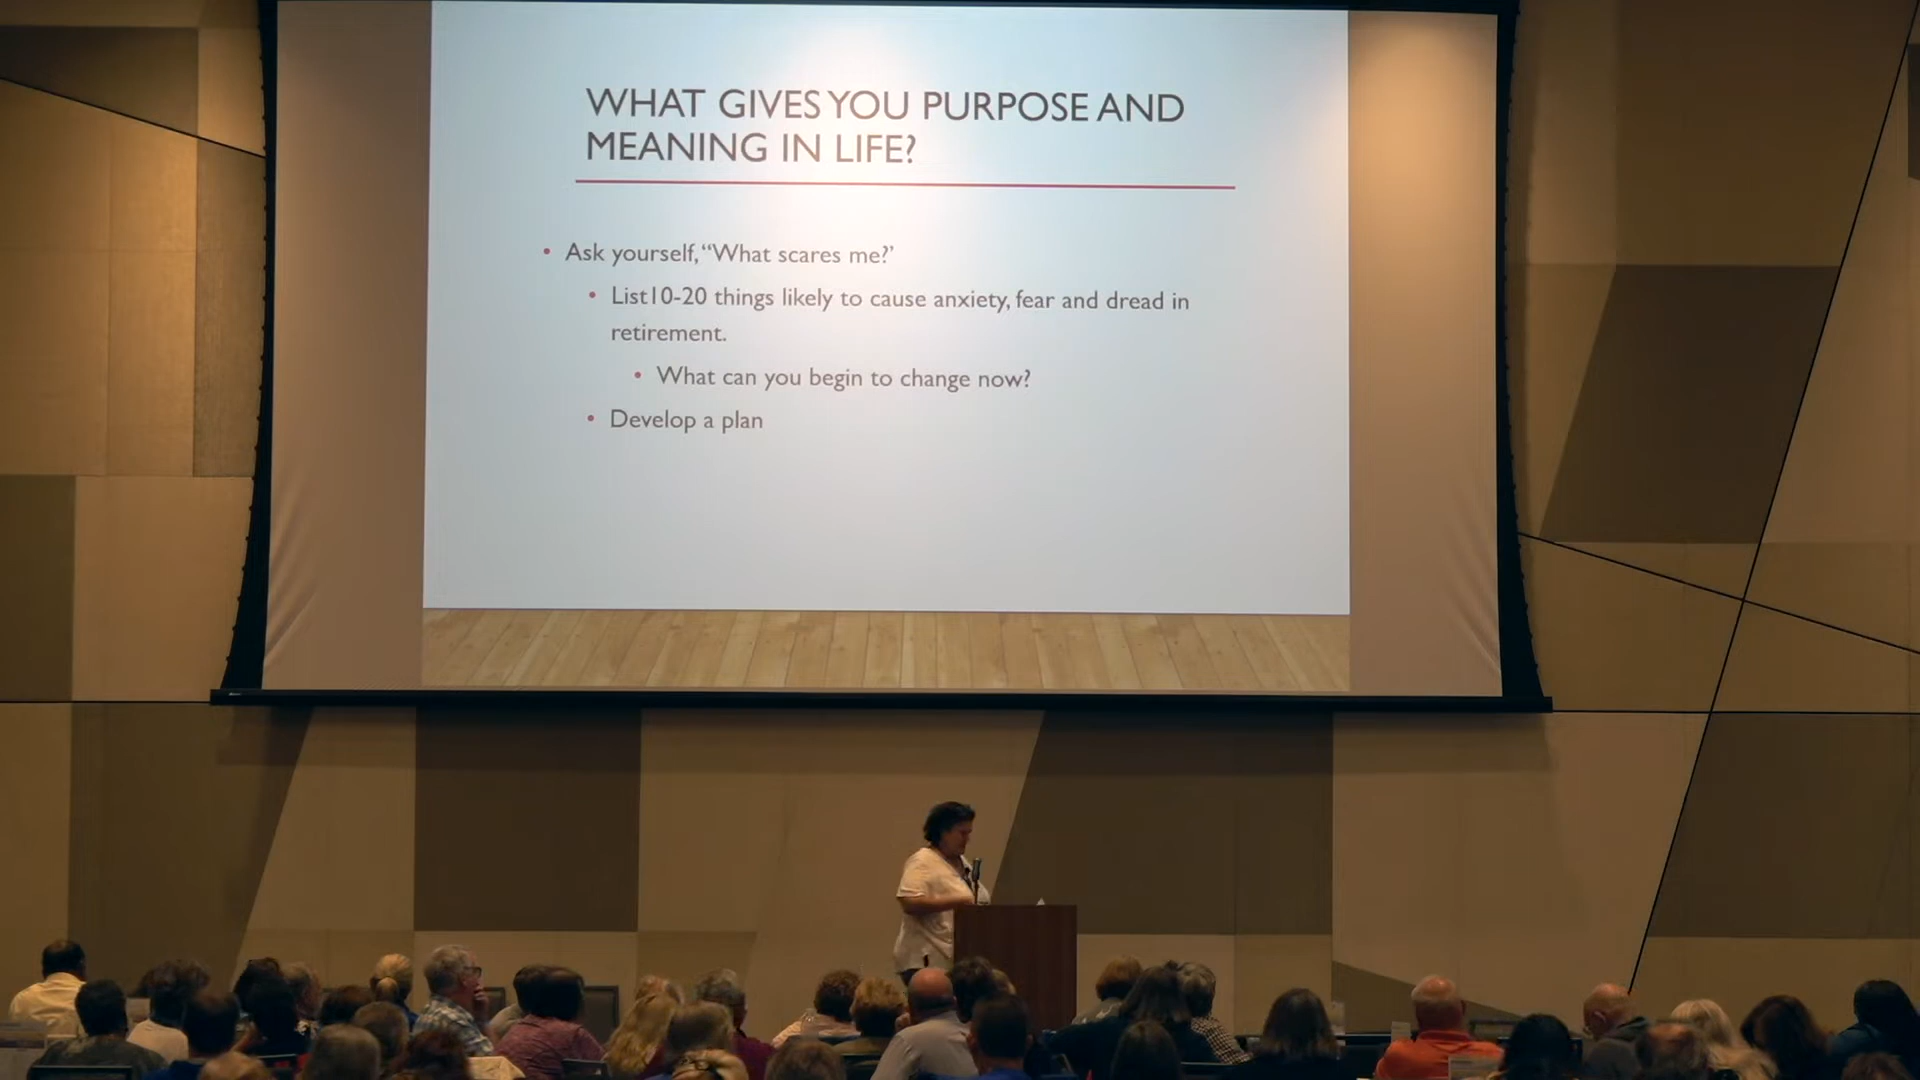 WHAT GIVES YOU PURPOSE AND
MEANING IN LIFE?
• Ask yourself, “What scares me?’
• List10-20 things likely to cause anxiety, fear and dread in
retirement.
• What can you begin to change now?
• Develop a plan